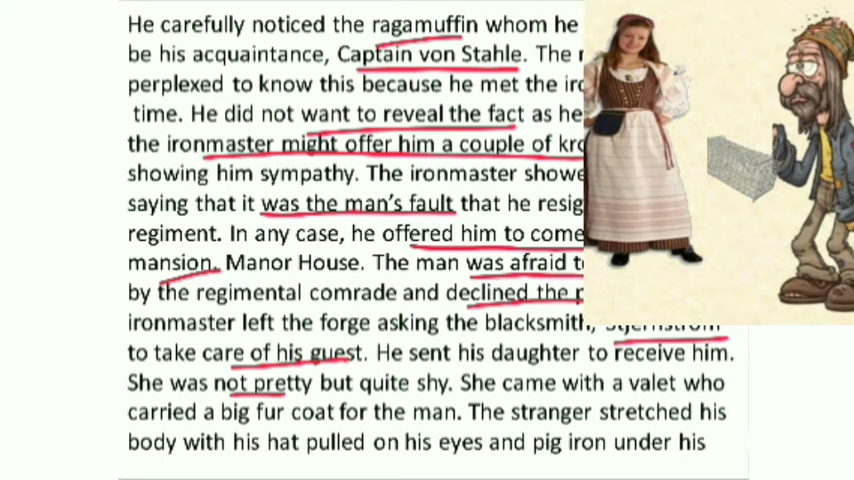 He carefully noticed the ragamuffin whom he
be his acquaintance, Captain von Stahle. The
perplexed to know this because he met the
time. He did not want to reveal the fact as he
the ironmaster might offer him a couple of
showing him sympathy. The ironmaster
saying that it was the man's fault that he
regiment. In any case, he offered him to come
mansion, Manor House. The man was afraid
by the regimental comrade and declined the
ironmaster left the forge asking the blacksmith,
to take care of his guest. He sent his daughter to receive him.
She was not pretty but quite shy. She came with a valet who
carried a big fur coat for the man. The stranger stretched his
body with his hat pulled on his eyes and pig iron under his